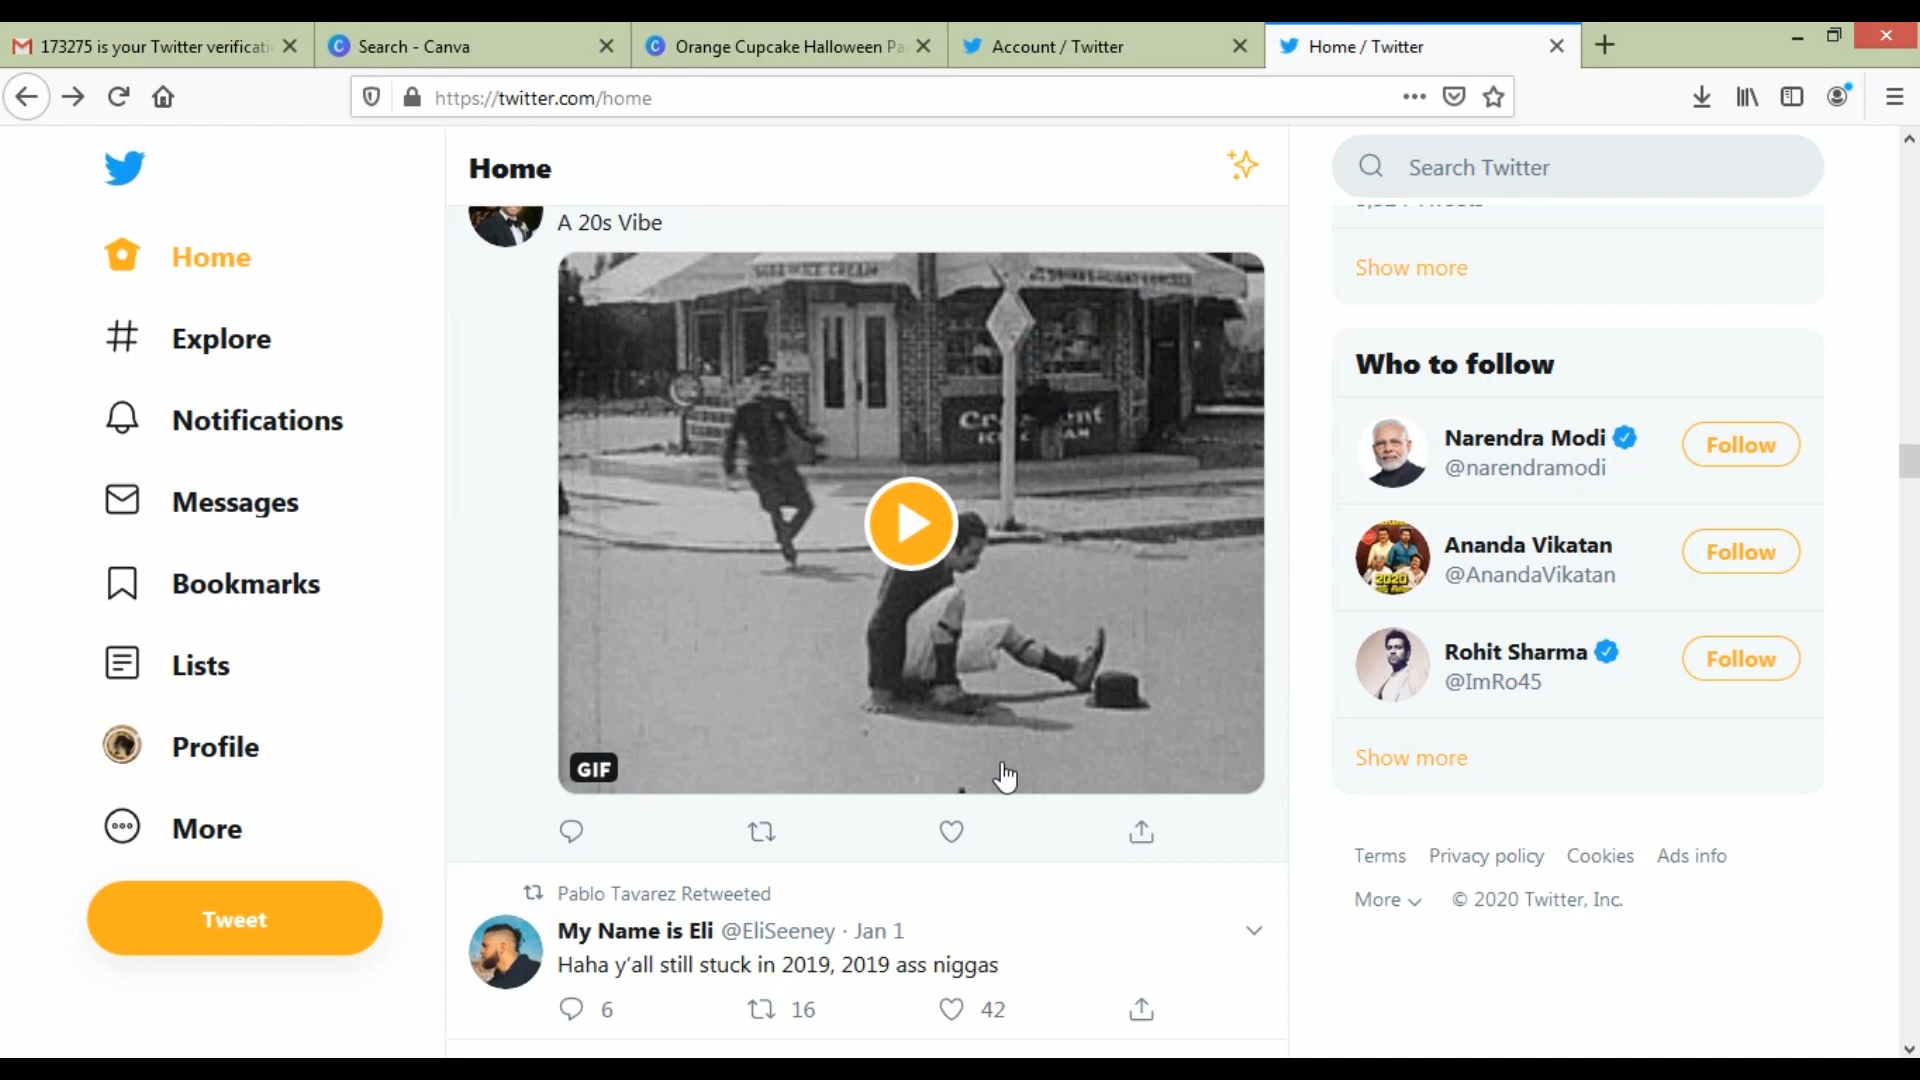 173275 is your Twitter verificati
Search - Canva
Orange Cupcake Halloween Pa
Account / Twitter
Home / Twitter
https://twitter.com/home
Home
Home
Explore
Notifications
Messages
Bookmarks
Lists
Profile
More
Tweet
A 20s Vibe
ICE CREAM
GIF
Pablo Tavarez Retweeted
My Name is Eli @EliSeeney · Jan 1
Haha y'all still stuck in 2019, 2019 ass niggas
6 16 42
Search Twitter
Show more
Who to follow
Narendra Modi
@narendramodi
Follow
Ananda Vikatan
@AnandaVikatan
Follow
2020
Rohit Sharma
@ImRo45
Follow
Show more
Terms Privacy policy Cookies Ads info
More © 2020 Twitter, Inc.